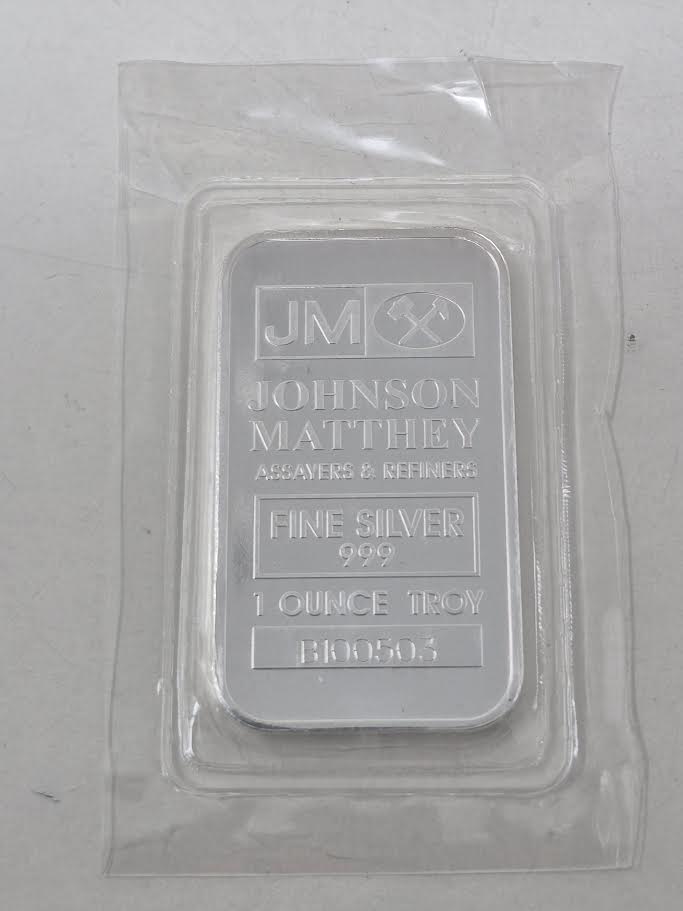 JM
JOHNSON
MATTHEY
ASSAYERS & REFINERS
FINE SILVER
999
1 OUNCE TROY
B100503